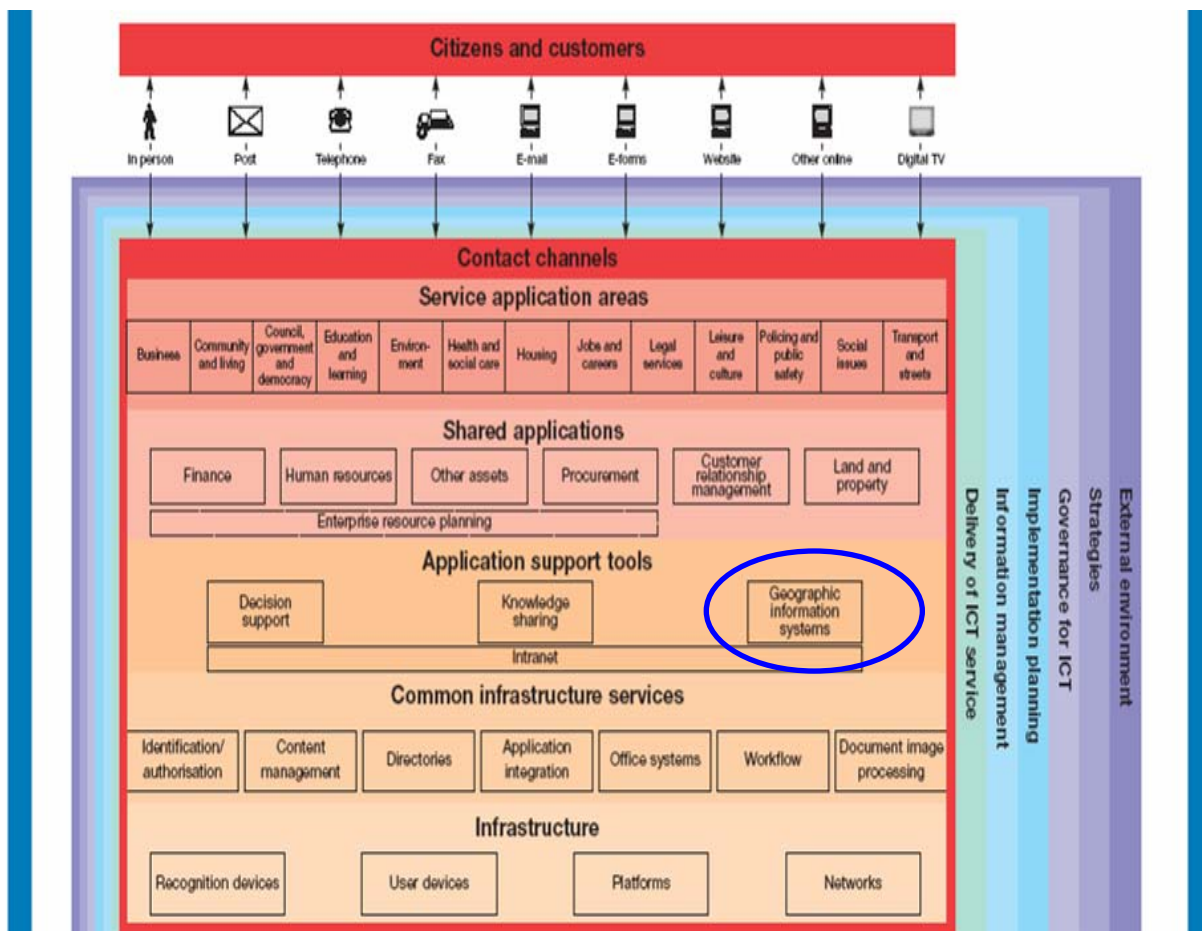 Citizens and customers
In person
Post
Telephone
Fax
E-mail
E-forms
Website
Other online
Digital TV
Contact channels
Service application areas
Business
Community
and living
Council,
government
and
democracy
Education
and
learning
Environ-
ment
Health and
social care
Housing
Jobs and
careers
Legal
services
Leisure
and
culture
Policing and
public
safety
Social
issues
Transport
and
streets
Shared applications
Finance
Human resources
Other assets
Procurement
Customer
relationship
management
Land and
property
Enterprise resource planning
Application support tools
Decision
support
Knowledge
sharing
Geographic
information
systems
Intranet
Common infrastructure services
Identification/
authorisation
Content
management
Directories
Application
integration
Office systems
Workflow
Document image
processing
Infrastructure
Recognition devices
User devices
Platforms
Networks
Delivery of ICT service
Information management
Implementation planning
Governance for ICT
Strategies
External environment